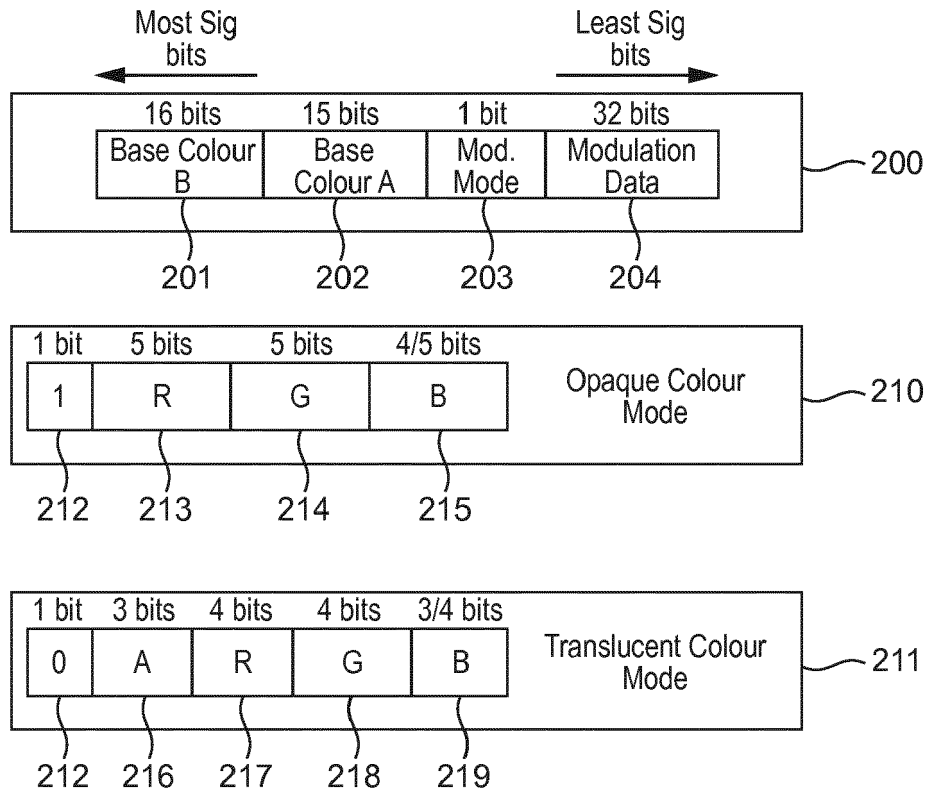 Most Sig
bits
Least Sig
bits
16 bits
15 bits
1 bit
32 bits
Base Colour
B
Base
Colour A
Mod.
Mode
Modulation
Data
200
201
202
203
204
1 bit
5 bits
5 bits
4/5 bits
1
R
G
B
Opaque Colour
Mode
210
212
213
214
215
1 bit
3 bits
4 bits
4 bits
3/4 bits
0
A
R
G
B
Translucent Colour
Mode
211
212
216
217
218
219